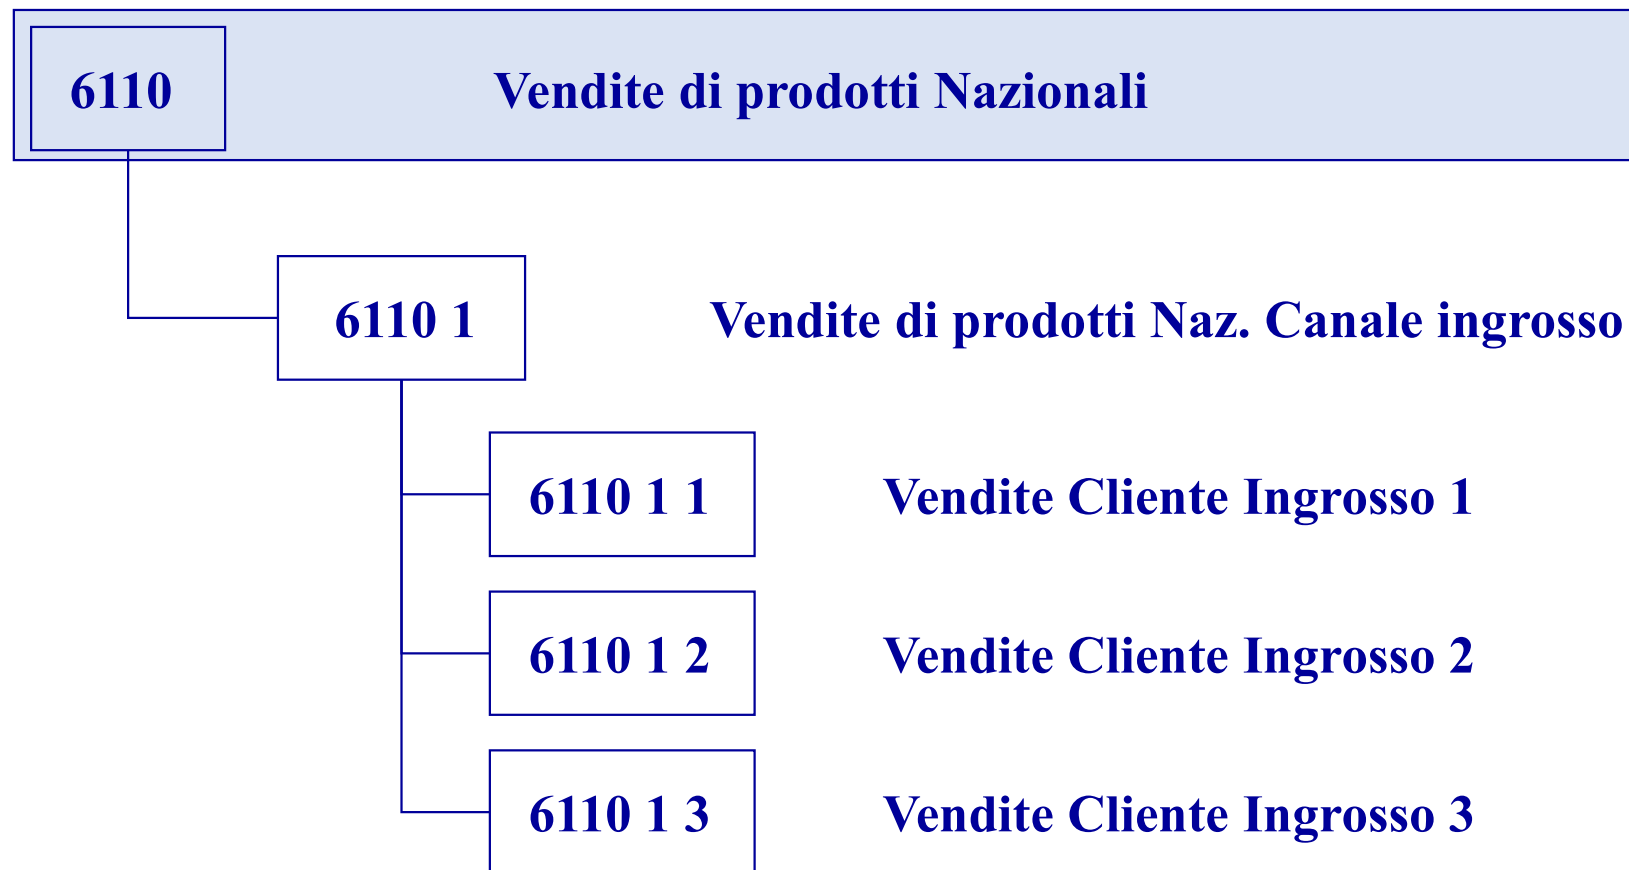 6110 Vendite di prodotti Nazionali
6110 1 Vendite di prodotti Naz. Canale ingrosso
6110 1 1 Vendite Cliente Ingrosso 1
6110 1 2 Vendite Cliente Ingrosso 2
6110 1 3 Vendite Cliente Ingrosso 3